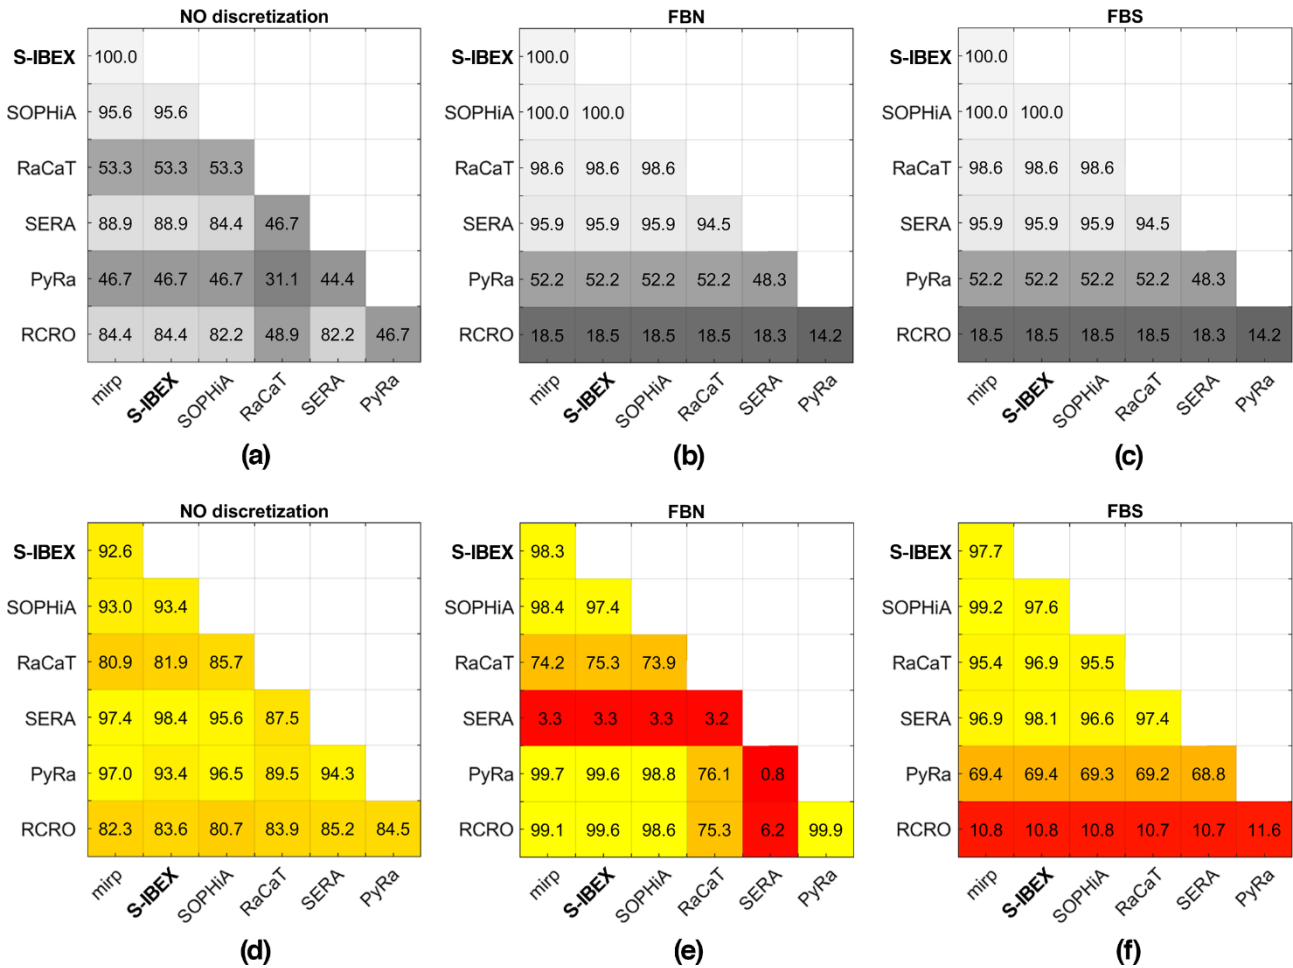 NO discretization
S-IBEX 100.0
SOPHiA 95.6 95.6
RaCaT 53.3 53.3 53.3
SERA 88.9 88.9 84.4 46.7
PyRa 46.7 46.7 46.7 31.1 44.4
RCRO 84.4 84.4 82.2 48.9 82.2 46.7
mirp S-IBEX SOPHiA RaCaT SERA PyRa
(a)
FBN
S-IBEX 100.0
SOPHiA 100.0 100.0
RaCaT 98.6 98.6 98.6
SERA 95.9 95.9 95.9 94.5
PyRa 52.2 52.2 52.2 52.2 48.3
RCRO 18.5 18.5 18.5 18.5 18.3 14.2
mirp S-IBEX SOPHiA RaCaT SERA PyRa
(b)
FBS
S-IBEX 100.0
SOPHiA 100.0 100.0
RaCaT 98.6 98.6 98.6
SERA 95.9 95.9 95.9 94.5
PyRa 52.2 52.2 52.2 52.2 48.3
RCRO 18.5 18.5 18.5 18.5 18.3 14.2
mirp S-IBEX SOPHiA RaCaT SERA PyRa
(c)
NO discretization
S-IBEX 92.6
SOPHiA 93.0 93.4
RaCaT 80.9 81.9 85.7
SERA 97.4 98.4 95.6 87.5
PyRa 97.0 93.4 96.5 89.5 94.3
RCRO 82.3 83.6 80.7 83.9 85.2 84.5
mirp S-IBEX SOPHiA RaCaT SERA PyRa
(d)
FBN
S-IBEX 98.3
SOPHiA 98.4 97.4
RaCaT 74.2 75.3 73.9
SERA 3.3 3.3 3.3 3.2
PyRa 99.7 99.6 98.8 76.1 0.8
RCRO 99.1 99.6 98.6 75.3 6.2 99.9
mirp S-IBEX SOPHiA RaCaT SERA PyRa
(e)
FBS
S-IBEX 97.7
SOPHiA 99.2 97.6
RaCaT 95.4 96.9 95.5
SERA 96.9 98.1 96.6 97.4
PyRa 69.4 69.4 69.3 69.2 68.8
RCRO 10.8 10.8 10.8 10.7 10.7 11.6
mirp S-IBEX SOPHiA RaCaT SERA PyRa
(f)